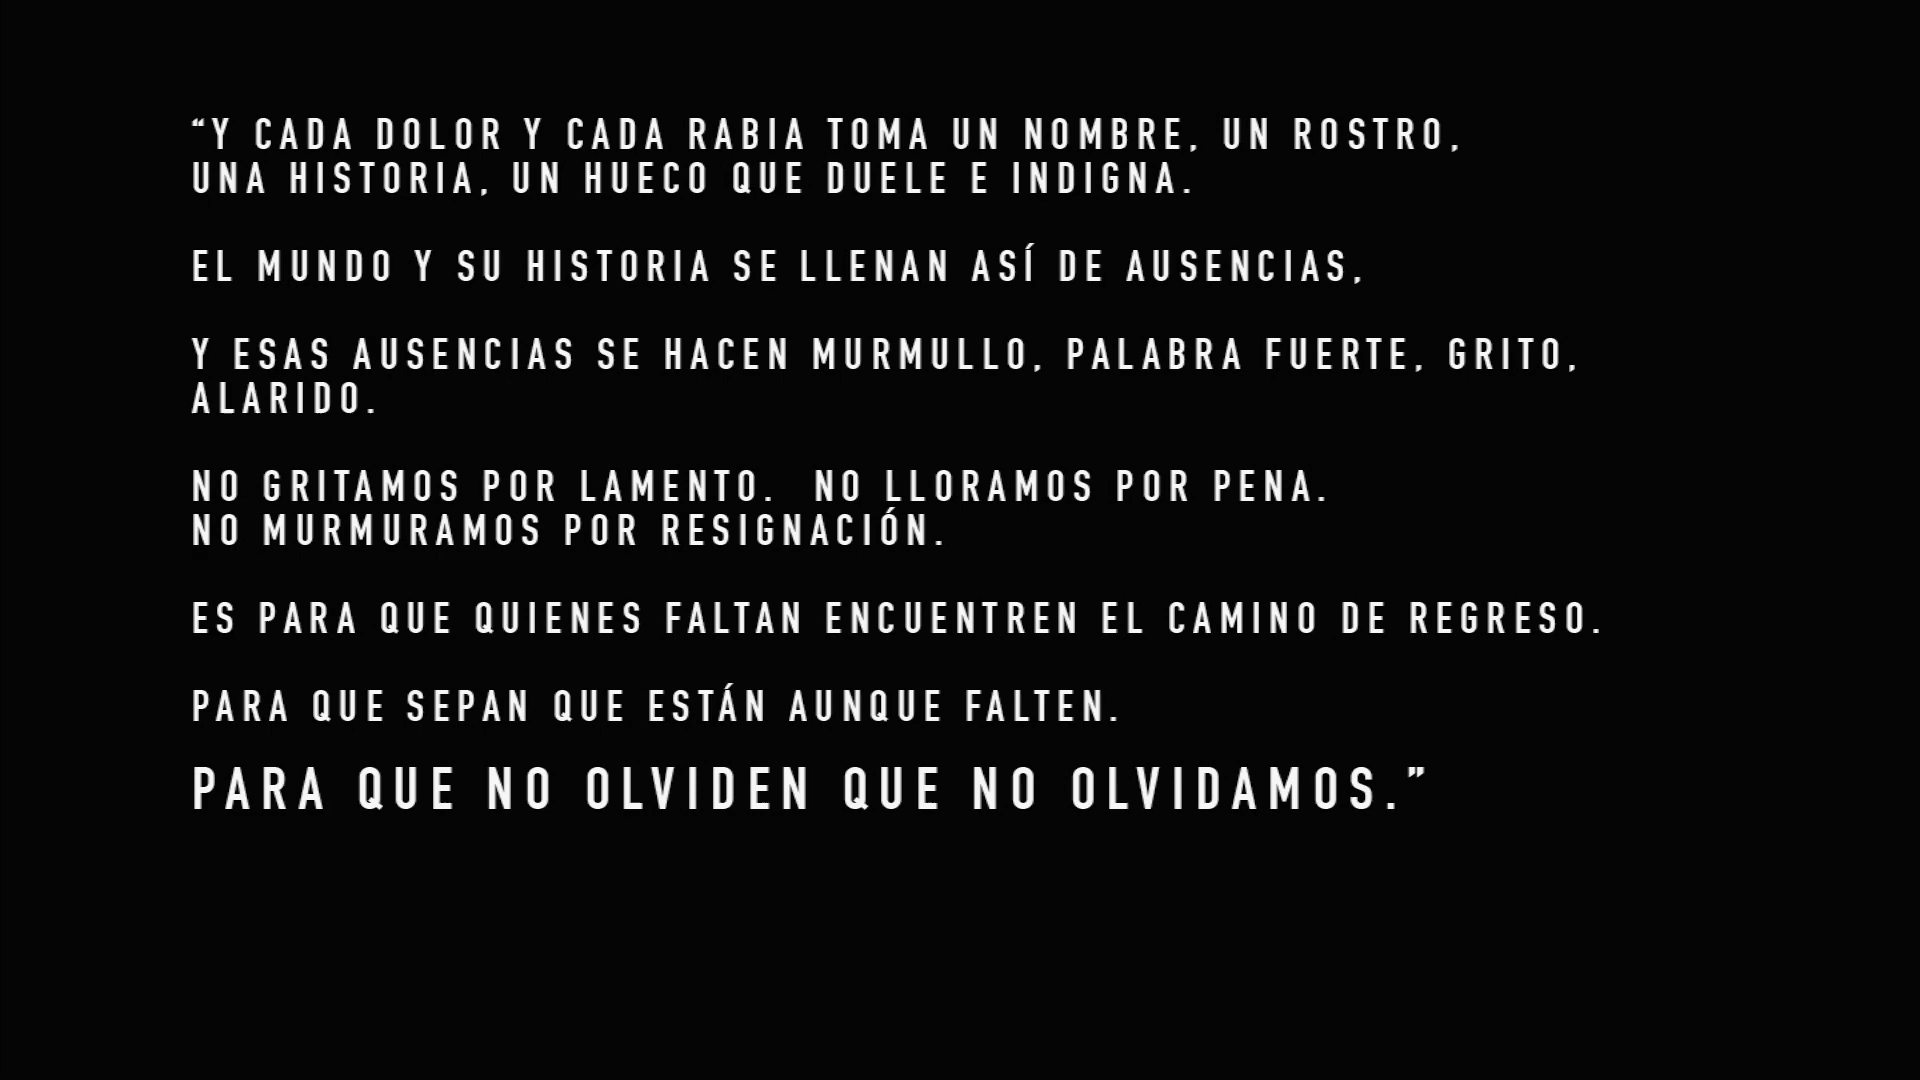 “Y CADA DOLOR Y CADA RABIA TOMA UN NOMBRE, UN ROSTRO,
UNA HISTORIA, UN HUECO QUE DUELE E INDIGNA.
EL MUNDO Y SU HISTORIA SE LLENAN ASÍ DE AUSENCIAS,
Y ESAS AUSENCIAS SE HACEN MURMULLO, PALABRA FUERTE, GRITO,
ALARIDO.
NO GRITAMOS POR LAMENTO.  NO LLORAMOS POR PENA.
NO MURMURAMOS POR RESIGNACIÓN.
ES PARA QUE QUIENES FALTAN ENCUENTREN EL CAMINO DE REGRESO.
PARA QUE SEPAN QUE ESTÁN AUNQUE FALTEN.
PARA QUE NO OLVIDEN QUE NO OLVIDAMOS.”